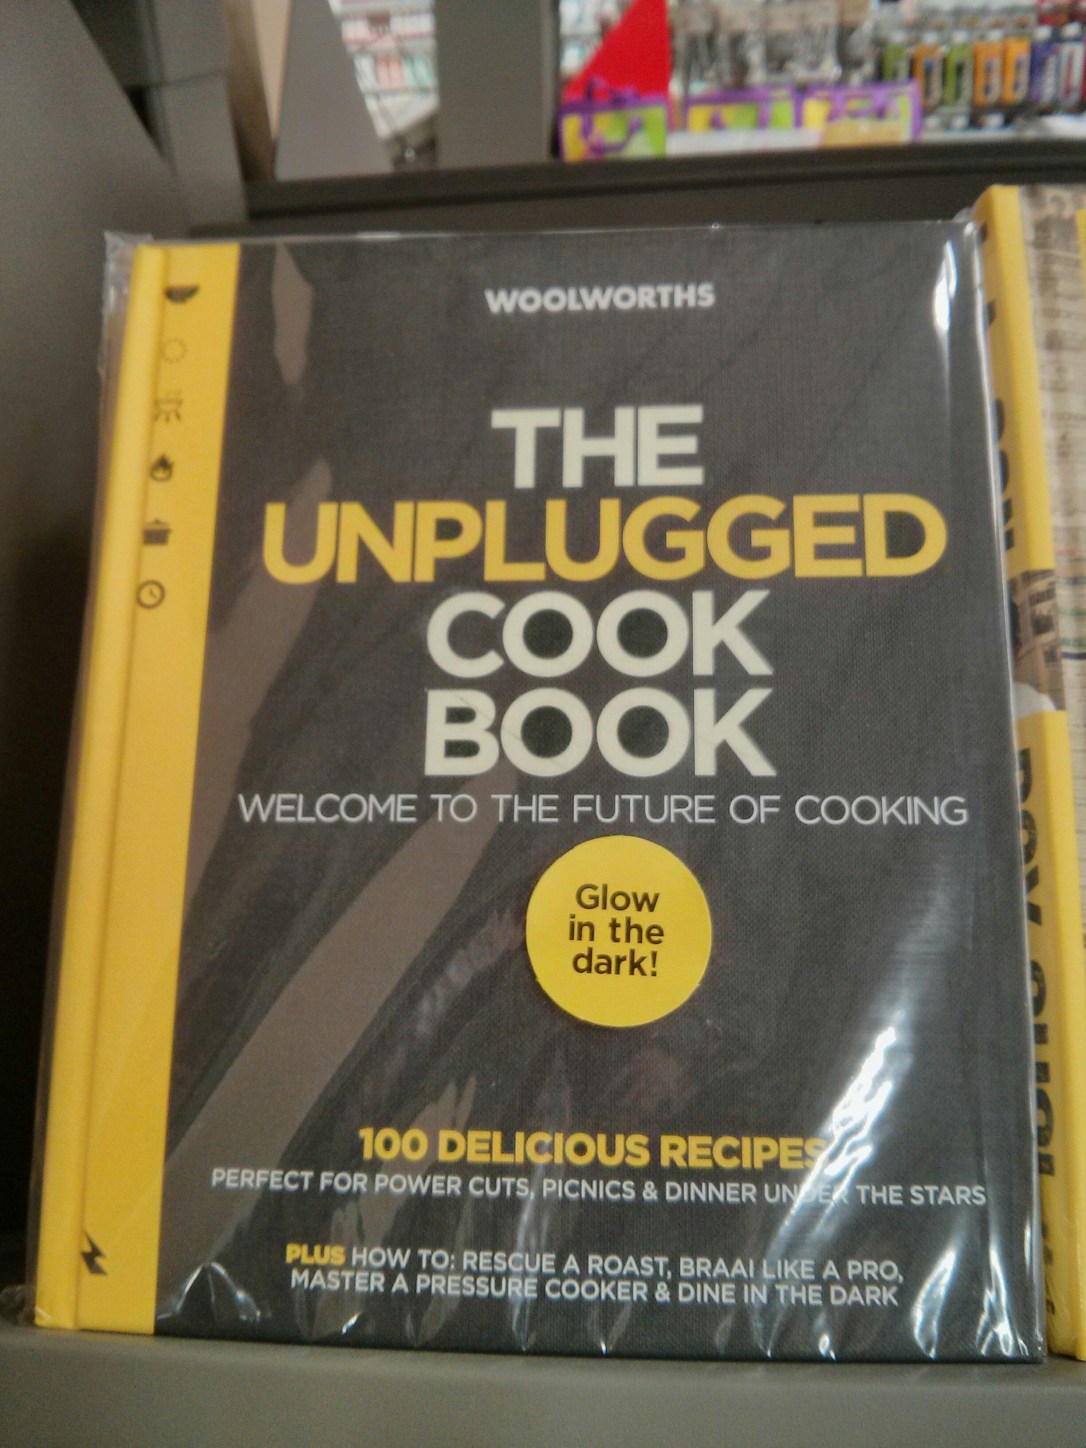 WOOLWORTHS
THE
UNPLUGGED
COOK
BOOK
WELCOME TO THE FUTURE OF COOKING
Glow
in the
dark!
100 DELICIOUS RECIPES
PERFECT FOR POWER CUTS, PICNICS & DINNER UNDER THE STARS
PLUS HOW TO: RESCUE A ROAST, BRAAI LIKE A PRO,
MASTER A PRESSURE COOKER & DINE IN THE DARK